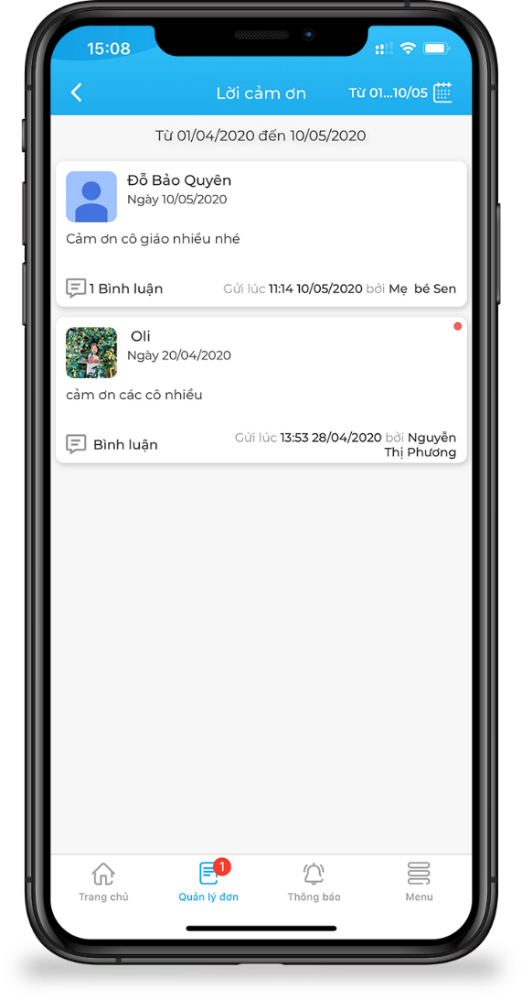 15:08
Lời cảm ơn
Từ 01...10/05
Từ 01/04/2020 đến 10/05/2020
Đỗ Bảo Quyên
Ngày 10/05/2020
Cảm ơn cô giáo nhiều nhé
1 Bình luận
Gửi lúc 11:14 10/05/2020 bởi Mẹ bé Sen
Oli
Ngày 20/04/2020
cảm ơn các cô nhiều
Bình luận
Gửi lúc 13:53 28/04/2020 bởi Nguyễn
Thị Phương
1
Trang chủ
Quản lý đơn
Thông báo
Menu